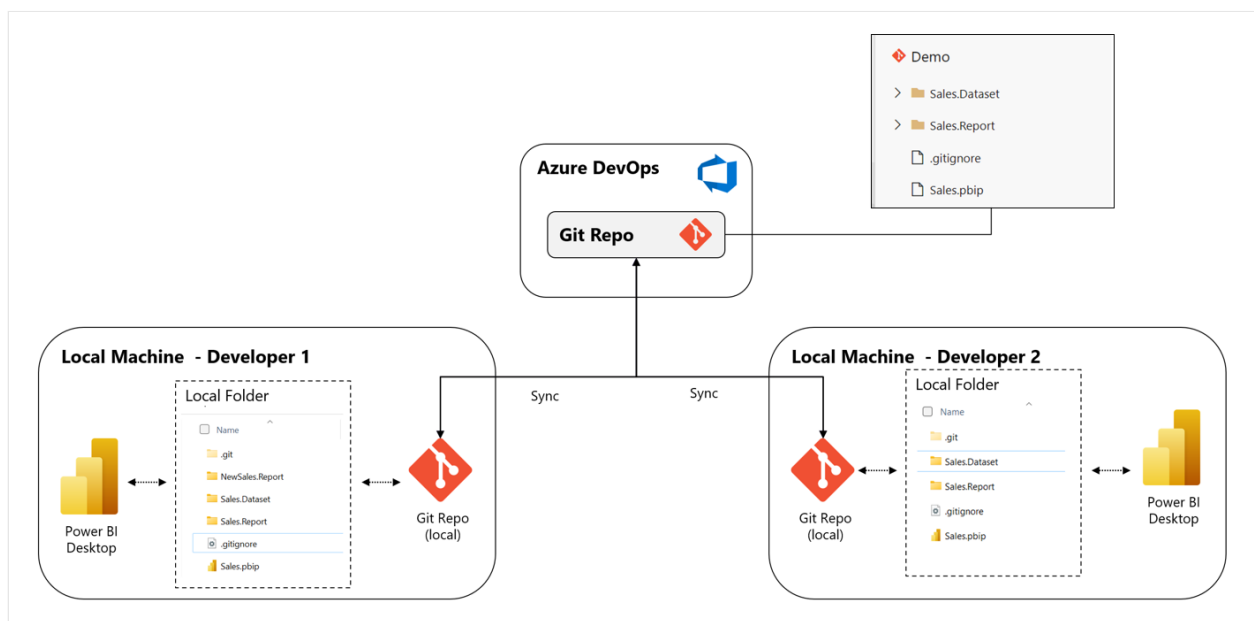 Demo
Sales.Dataset
Sales.Report
.gitignore
Sales.pbip
Azure DevOps
Git Repo
Local Machine - Developer 1
Local Folder
Name
.git
NewSales.Report
Sales.Dataset
Sales.Report
.gitignore
Sales.pbip
Power BI
Desktop
Git Repo
(local)
Sync
Sync
Local Machine - Developer 2
Local Folder
Name
.git
Sales.Dataset
Sales.Report
.gitignore
Sales.pbip
Git Repo
(local)
Power BI
Desktop